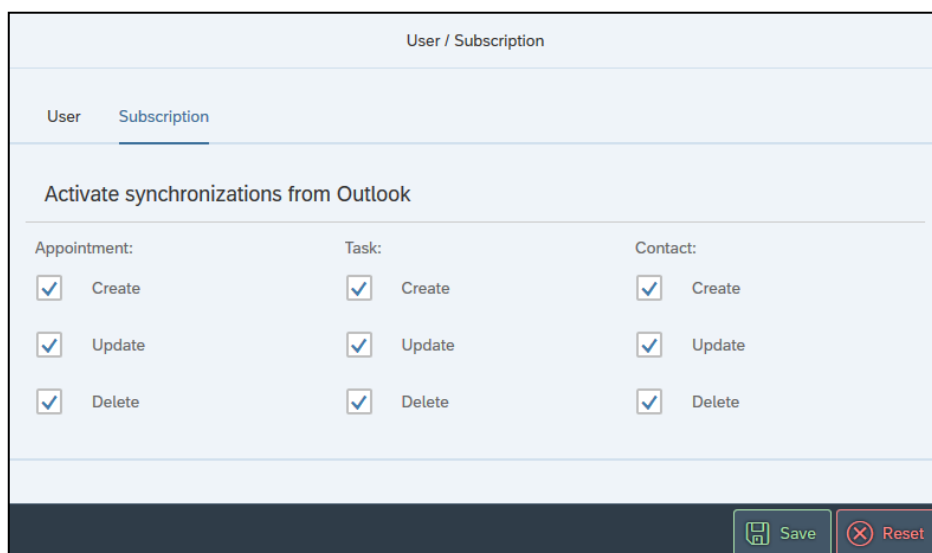 User / Subscription
User Subscription
Activate synchronizations from Outlook
Appointment: Task: Contact:
Create Create Create
Update Update Update
Delete Delete Delete
Save Reset